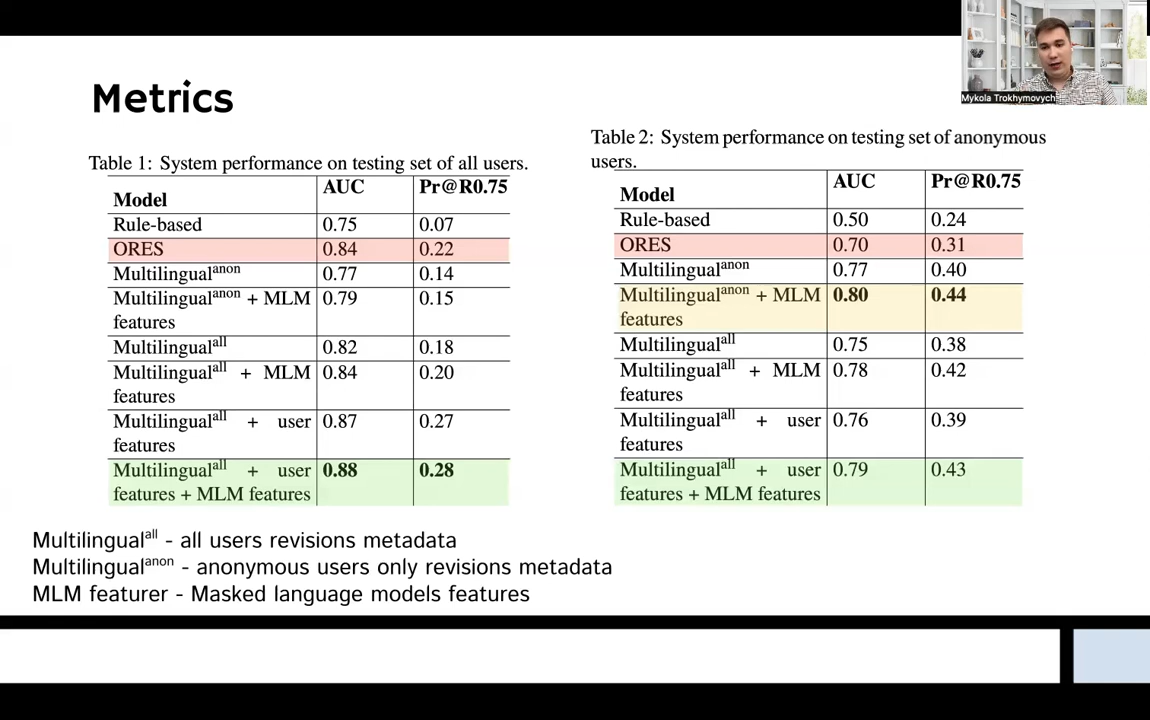 Mykola Trokhymovych
Metrics
Table 1: System performance on testing set of all users.
Model AUC Pr@R0.75
Rule-based 0.75 0.07
ORES 0.84 0.22
Multilingual^anon 0.77 0.14
Multilingual^anon + MLM 0.79 0.15
features
Multilingual^all 0.82 0.18
Multilingual^all + MLM 0.84 0.20
features
Multilingual^all + user 0.87 0.27
features
Multilingual^all + user 0.88 0.28
features + MLM features
Table 2: System performance on testing set of anonymous
users.
Model AUC Pr@R0.75
Rule-based 0.50 0.24
ORES 0.70 0.31
Multilingual^anon 0.77 0.40
Multilingual^anon + MLM 0.80 0.44
features
Multilingual^all 0.75 0.38
Multilingual^all + MLM 0.78 0.42
features
Multilingual^all + user 0.76 0.39
features
Multilingual^all + user 0.79 0.43
features + MLM features
Multilingual^all - all users revisions metadata
Multilingual^anon - anonymous users only revisions metadata
MLM featurer - Masked language models features